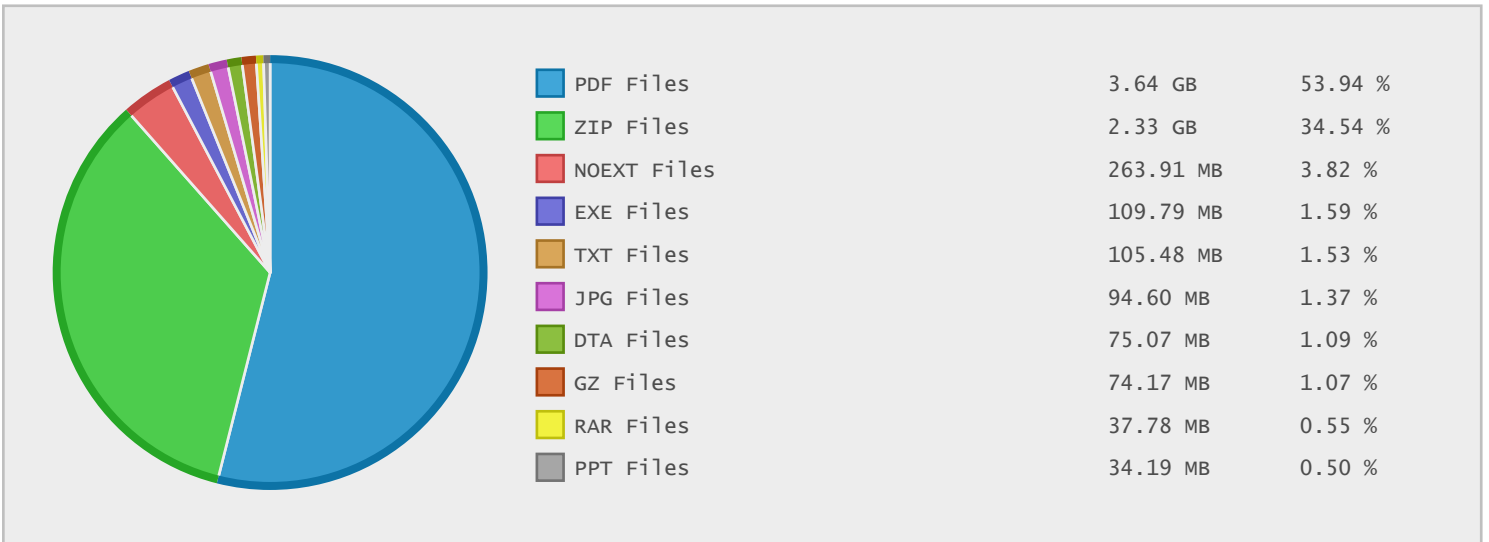 PDF Files 3.64 GB 53.94 %
ZIP Files 2.33 GB 34.54 %
NOEXT Files 263.91 MB 3.82 %
EXE Files 109.79 MB 1.59 %
TXT Files 105.48 MB 1.53 %
JPG Files 94.60 MB 1.37 %
DTA Files 75.07 MB 1.09 %
GZ Files 74.17 MB 1.07 %
RAR Files 37.78 MB 0.55 %
PPT Files 34.19 MB 0.50 %